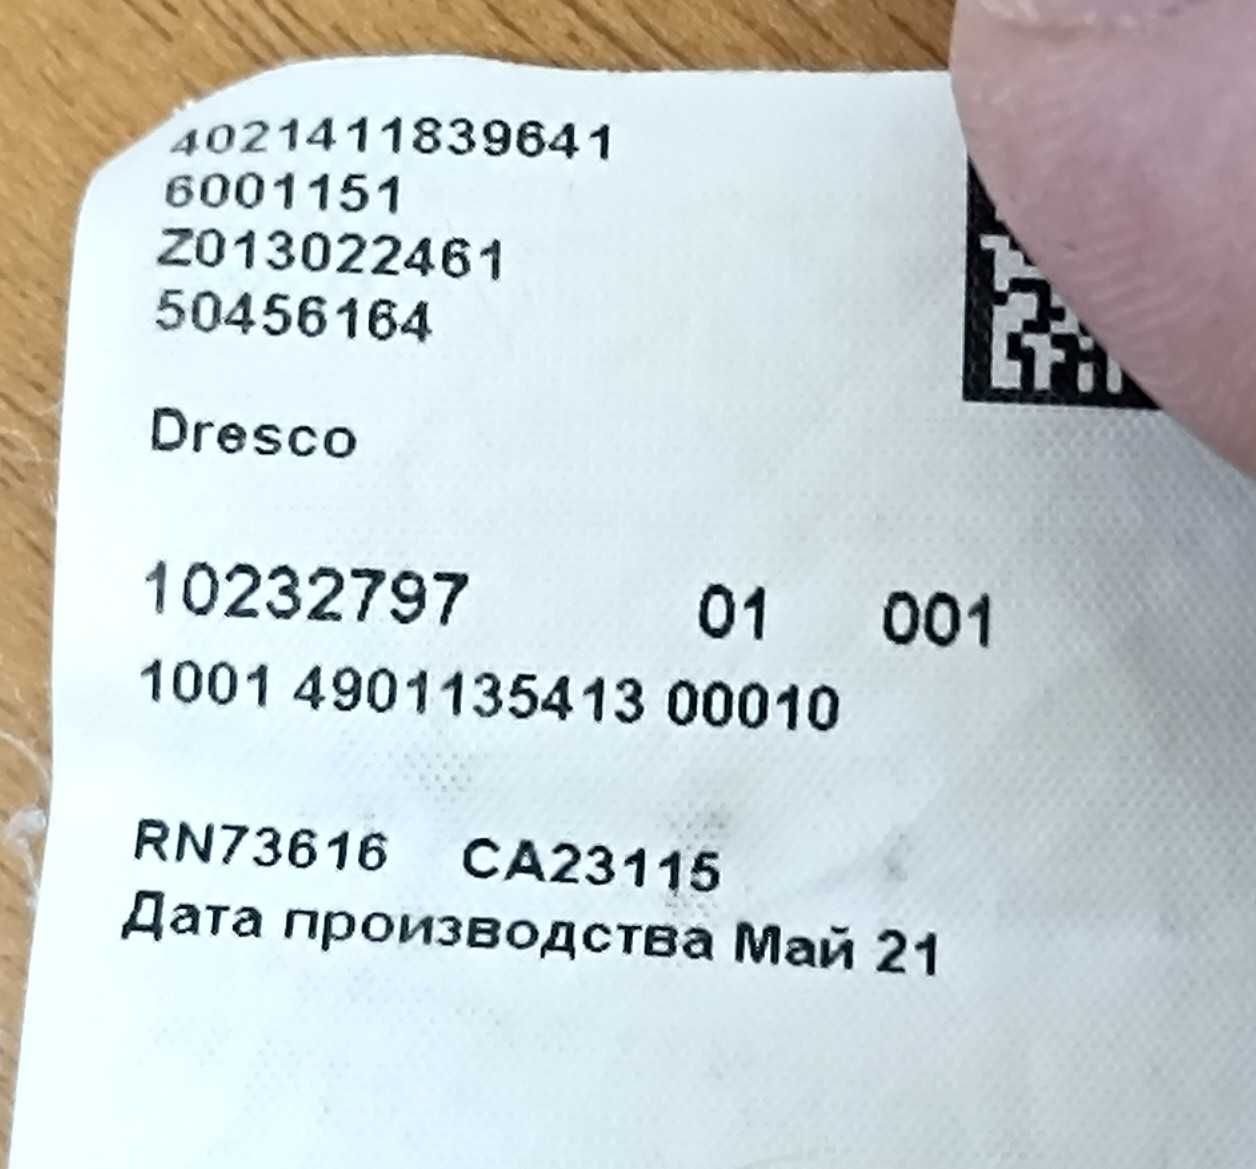 4021411839641
6001151
Z013022461
50456164
Dresco
10232797 01 001
1001 4901135413 00010
RN73616 CA23115
Дата производства Май 21